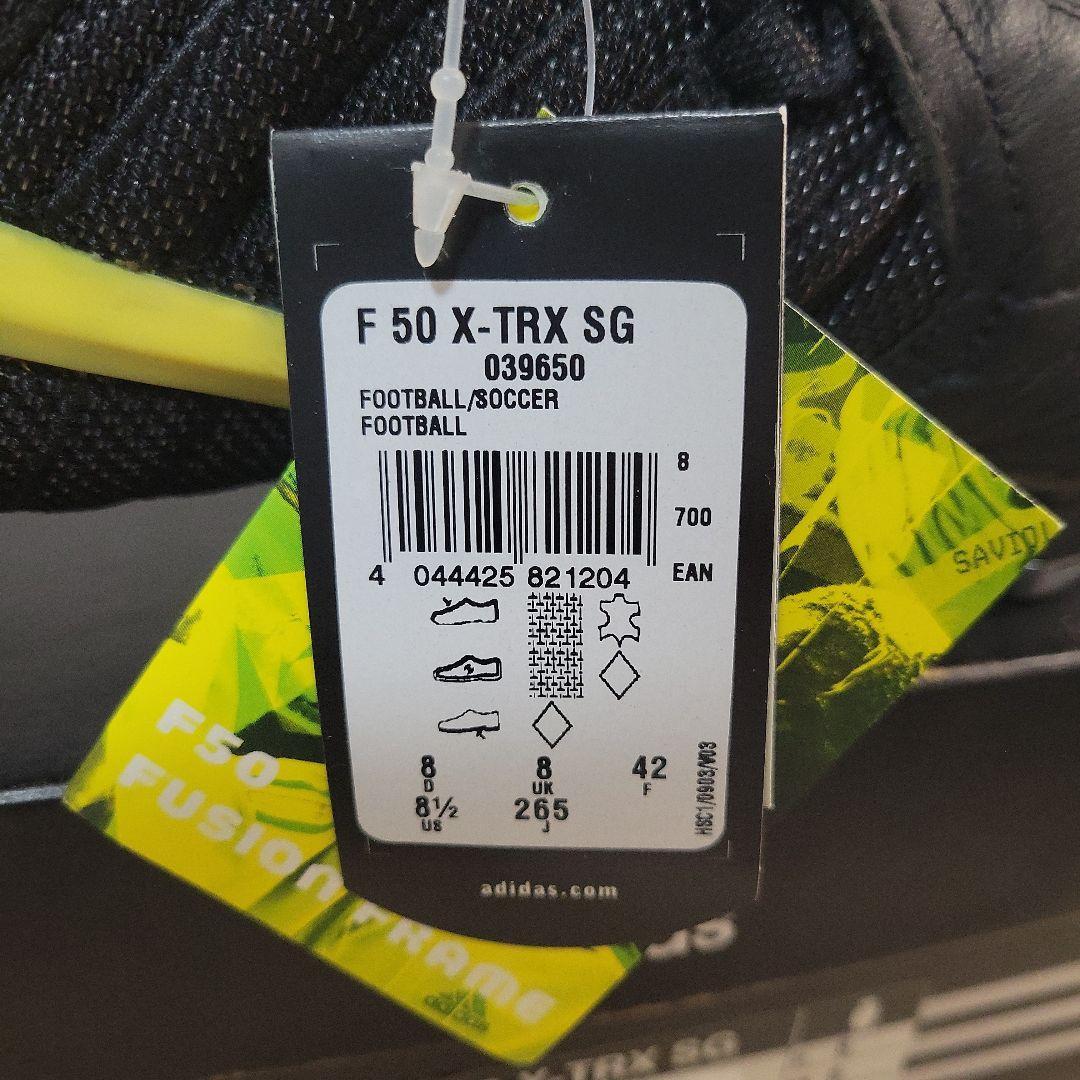 F 50 X-TRX SG
039650
FOOTBALL/SOCCER
FOOTBALL
8
700
4 044425 821204 EAN
8 8 42
D UK F
8½ 265
US J
HSC1/0903/W03
adidas.com
SAVIOL
F50
FUSION FRAME
X-TRX SG